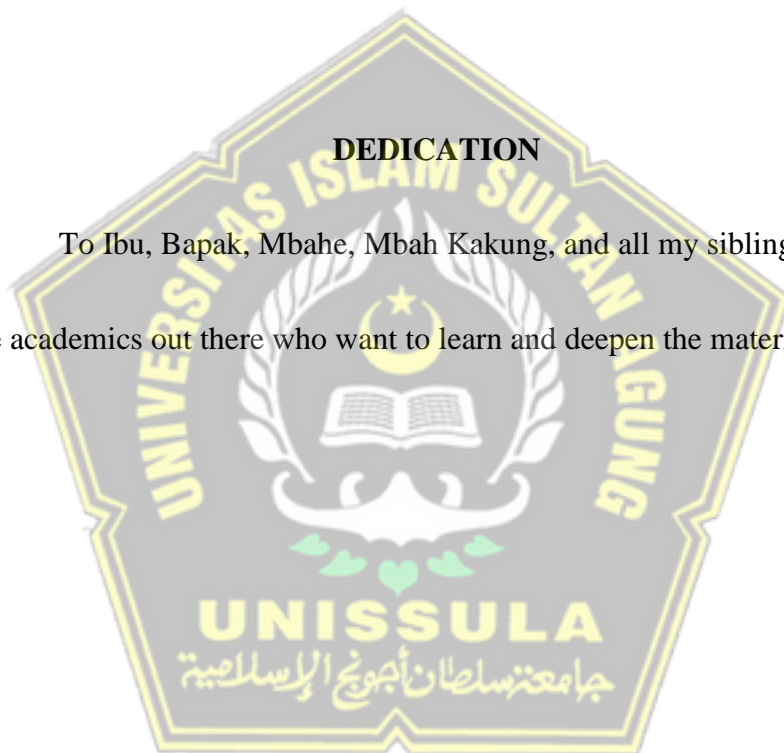 DEDICATION
To Ibu, Bapak, Mbahe, Mbah Kakung, and all my sibling
e academics out there who want to learn and deepen the mater
UNIVERSITAS ISLAM SULTAN AGUNG
UNISSULA
جامعة سلطان أجونج الإسلامية